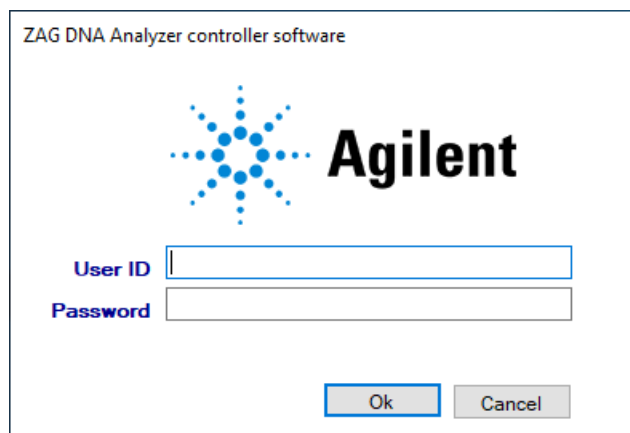 ZAG DNA Analyzer controller software
Agilent
User ID
Password
Ok Cancel